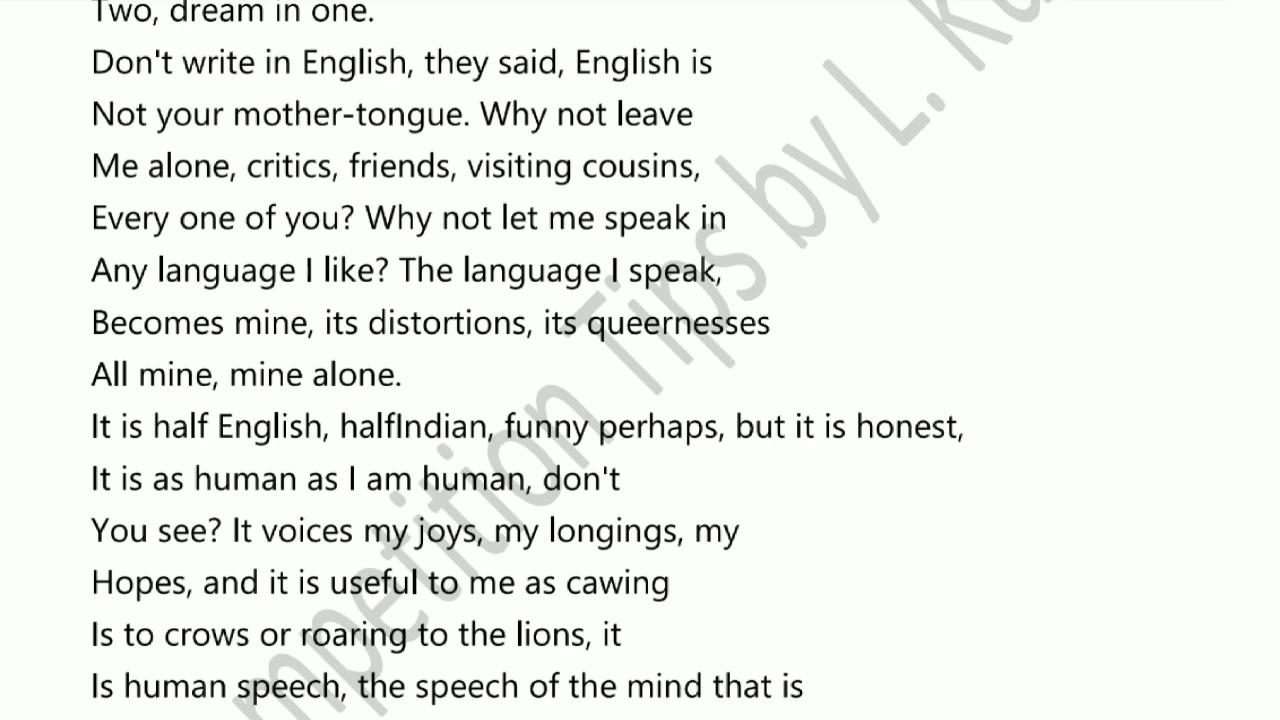 Two, dream in one.
Don't write in English, they said, English is
Not your mother-tongue. Why not leave
Me alone, critics, friends, visiting cousins,
Every one of you? Why not let me speak in
Any language I like? The language I speak,
Becomes mine, its distortions, its queernesses
All mine, mine alone.
It is half English, halfIndian, funny perhaps, but it is honest,
It is as human as I am human, don't
You see? It voices my joys, my longings, my
Hopes, and it is useful to me as cawing
Is to crows or roaring to the lions, it
Is human speech, the speech of the mind that is
Tips by L.